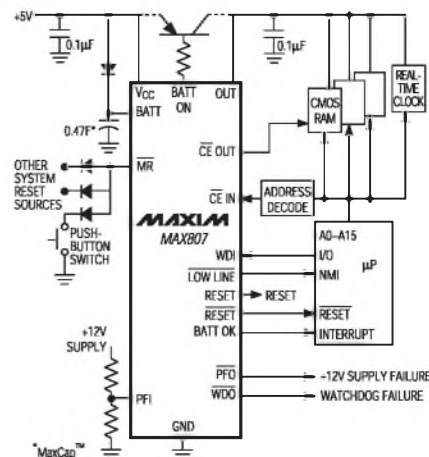 +5V
0.1μF
0.1μF
VCC
BATT ON
OUT
BATT
0.47F*
CMOS RAM
REAL-TIME CLOCK
CE OUT
OTHER SYSTEM RESET SOURCES
MR
CE IN
ADDRESS DECODE
PUSH-BUTTON SWITCH
MAXIM
MAX807
A0–A15
WDI
I/O
μP
LOW LINE
NMI
RESET
RESET
RESET
RESET
BATT OK
INTERRUPT
+12V SUPPLY
PFI
PFO
+12V SUPPLY FAILURE
WDO
WATCHDOG FAILURE
GND
*MaxCap™